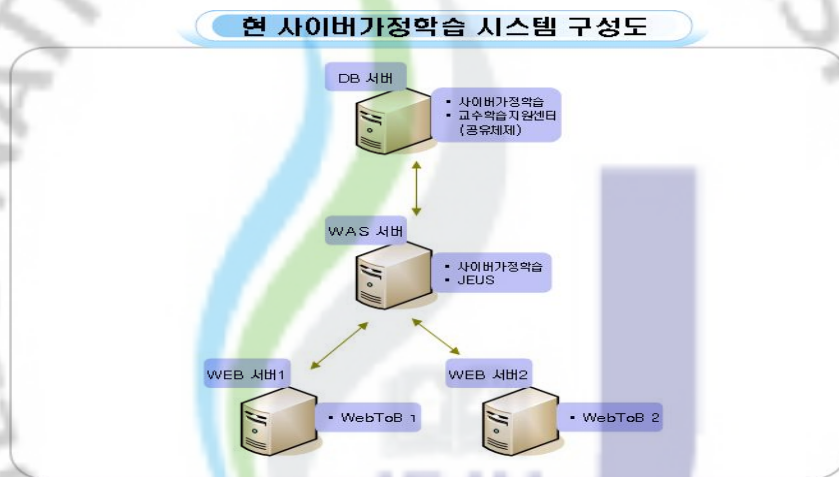 현 사이버가정학습 시스템 구성도
DB 서버
▪ 사이버가정학습
▪ 교수학습지원센터
(공유체제)
WAS 서버
▪ 사이버가정학습
▪ JEUS
WEB 서버1
▪ WebToB 1
WEB 서버2
▪ WebToB 2